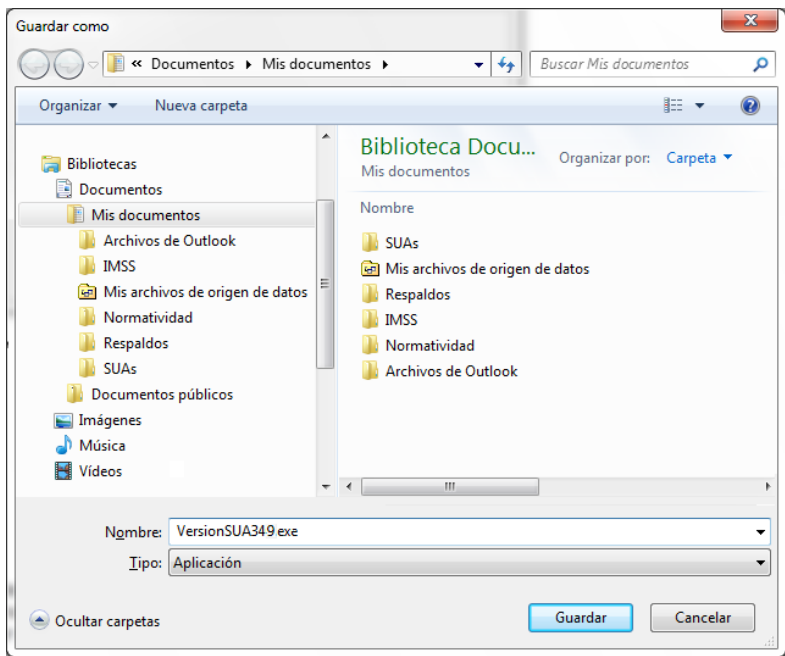 Guardar como
« Documentos ▸ Mis documentos ▸
Buscar Mis documentos
Organizar
Nueva carpeta
Bibliotecas
Documentos
Mis documentos
Archivos de Outlook
IMSS
Mis archivos de origen de datos
Normatividad
Respaldos
SUAs
Documentos públicos
Imágenes
Música
Vídeos
Biblioteca Docu...
Mis documentos
Organizar por: Carpeta
Nombre
SUAs
Mis archivos de origen de datos
Respaldos
IMSS
Normatividad
Archivos de Outlook
Nombre: VersionSUA349.exe
Tipo: Aplicación
Ocultar carpetas
Guardar
Cancelar